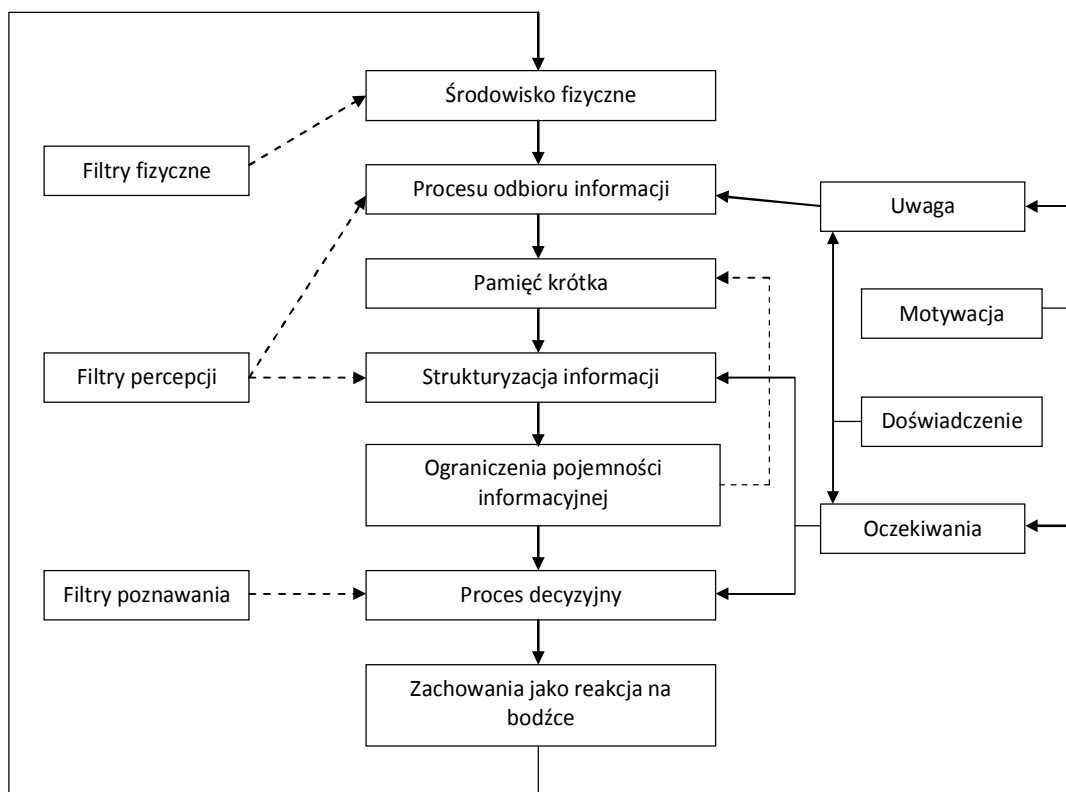 Środowisko fizyczne
Filtry fizyczne
Procesu odbioru informacji
Uwaga
Pamięć krótka
Motywacja
Filtry percepcji
Strukturyzacja informacji
Doświadczenie
Ograniczenia pojemności
informacyjnej
Oczekiwania
Filtry poznawania
Proces decyzyjny
Zachowania jako reakcja na
bodźce